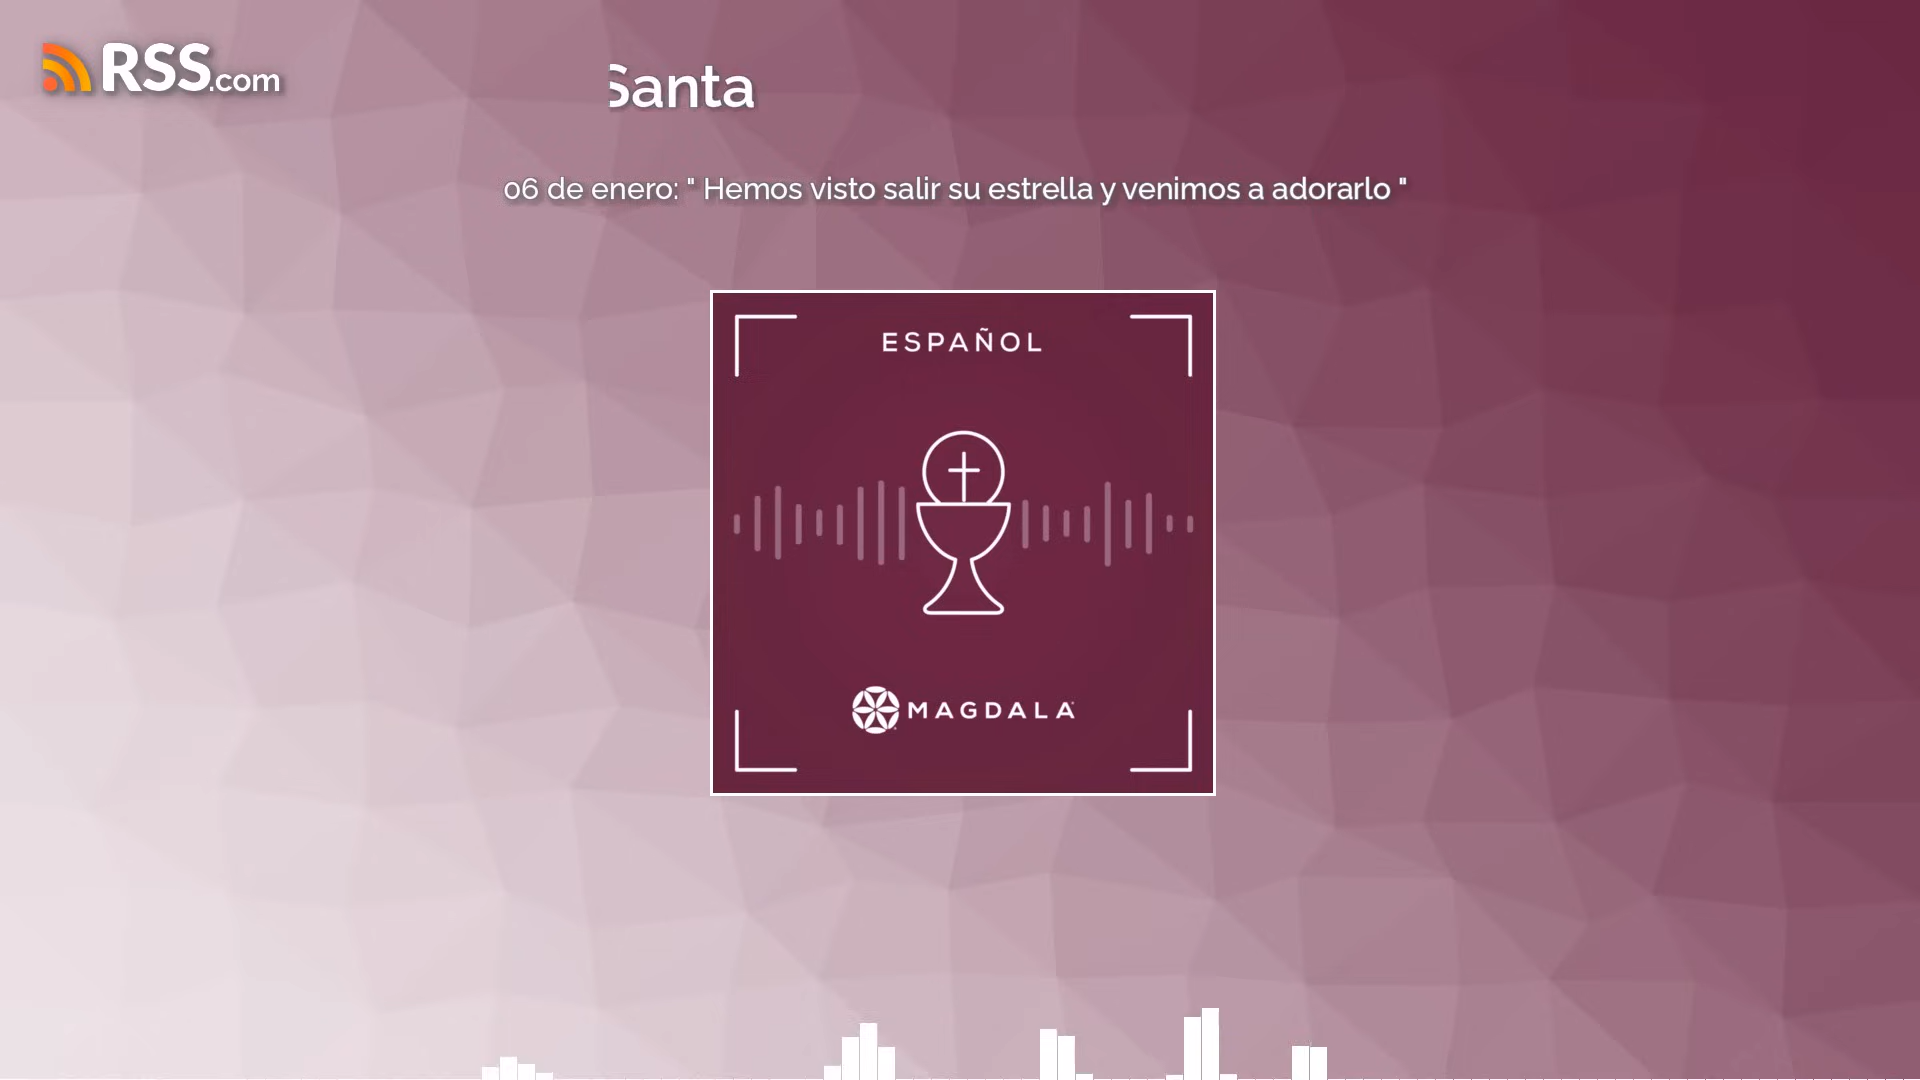 RSS.com
Santa
06 de enero: " Hemos visto salir su estrella y venimos a adorarlo "
ESPAÑOL
MAGDALA